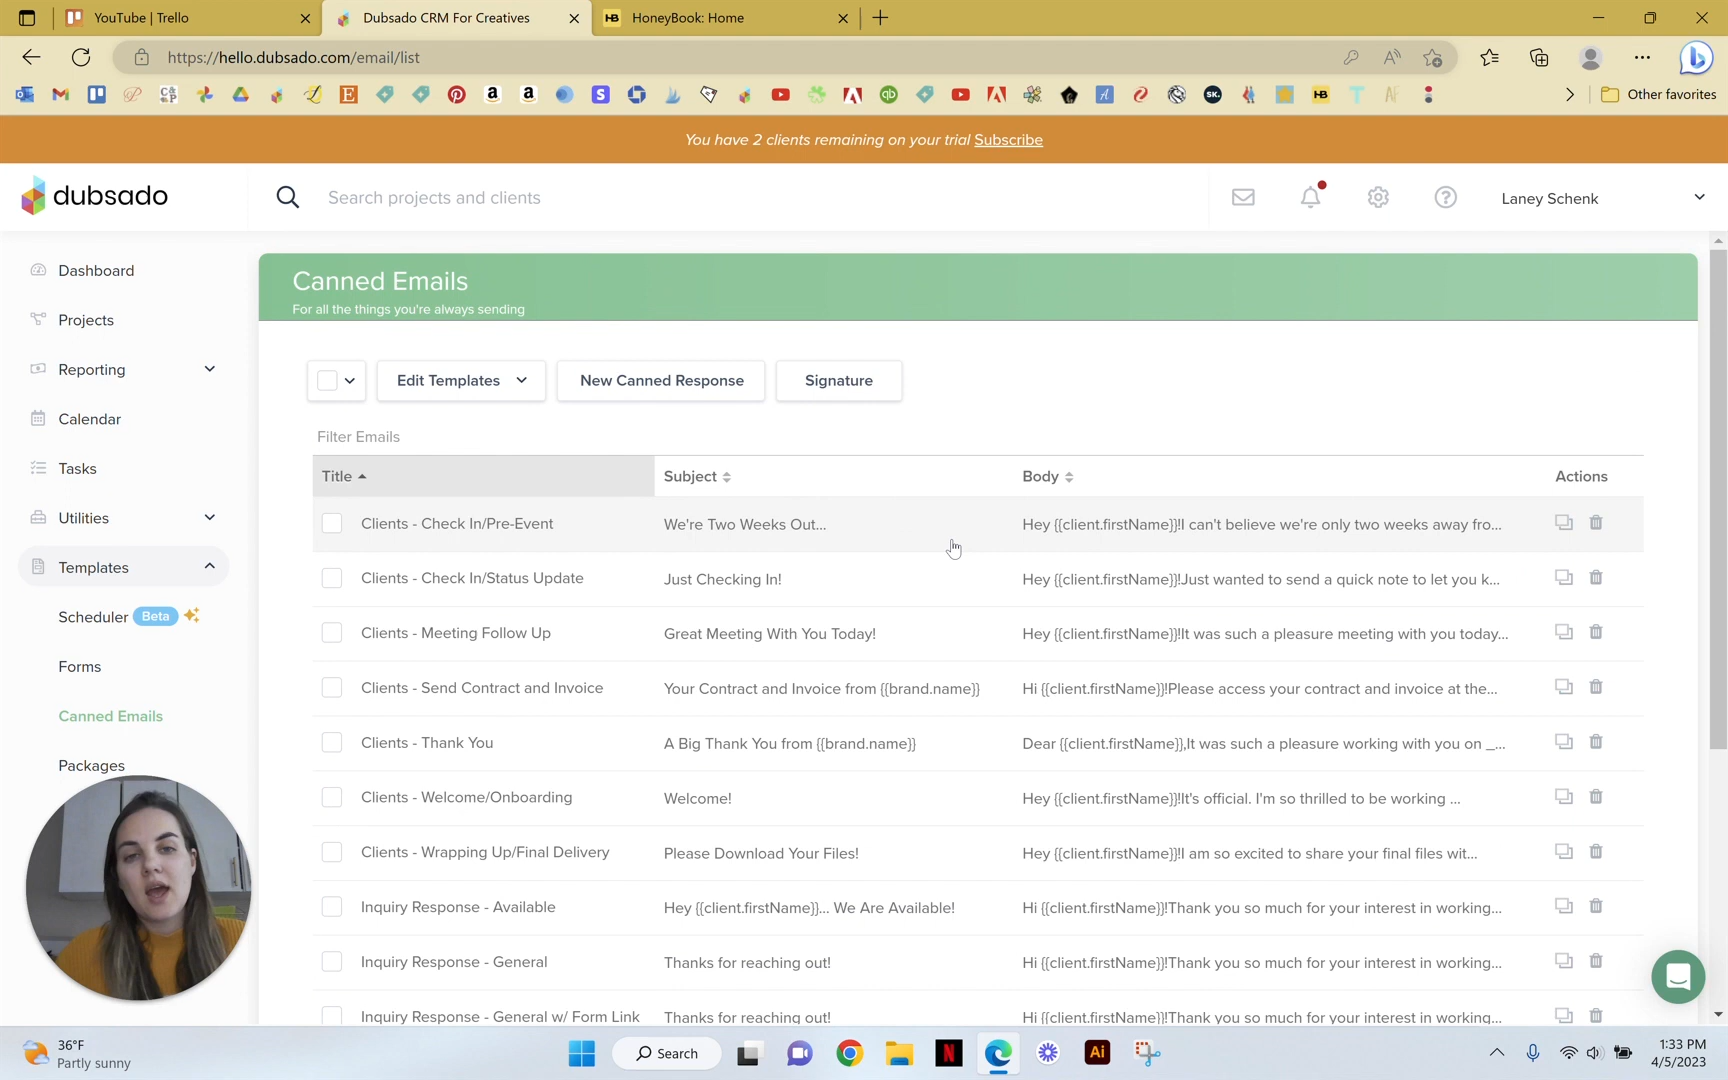 YouTube | Trello
Dubsado CRM For Creatives
HB HoneyBook: Home
https://hello.dubsado.com/email/list
Other favorites
You have 2 clients remaining on your trial Subscribe
dubsado
Search projects and clients
Laney Schenk
Dashboard
Projects
Reporting
Calendar
Tasks
Utilities
Templates
Scheduler Beta
Forms
Canned Emails
Packages
Canned Emails
For all the things you're always sending
Edit Templates
New Canned Response
Signature
Filter Emails
Title Subject Body Actions
Clients - Check In/Pre-Event We're Two Weeks Out... Hey {{client.firstName}}!I can't believe we're only two weeks away fro...
Clients - Check In/Status Update Just Checking In! Hey {{client.firstName}}!Just wanted to send a quick note to let you k...
Clients - Meeting Follow Up Great Meeting With You Today! Hey {{client.firstName}}!It was such a pleasure meeting with you today...
Clients - Send Contract and Invoice Your Contract and Invoice from {{brand.name}} Hi {{client.firstName}}!Please access your contract and invoice at the...
Clients - Thank You A Big Thank You from {{brand.name}} Dear {{client.firstName}},It was such a pleasure working with you on _...
Clients - Welcome/Onboarding Welcome! Hey {{client.firstName}}!It's official. I'm so thrilled to be working ...
Clients - Wrapping Up/Final Delivery Please Download Your Files! Hey {{client.firstName}}!I am so excited to share your final files wit...
Inquiry Response - Available Hey {{client.firstName}}... We Are Available! Hi {{client.firstName}}!Thank you so much for your interest in working...
Inquiry Response - General Thanks for reaching out! Hi {{client.firstName}}!Thank you so much for your interest in working...
Inquiry Response - General w/ Form Link Thanks for reaching out! Hi {{client.firstName}}!Thank you so much for your interest in working...
36°F
Partly sunny
Search
1:33 PM
4/5/2023